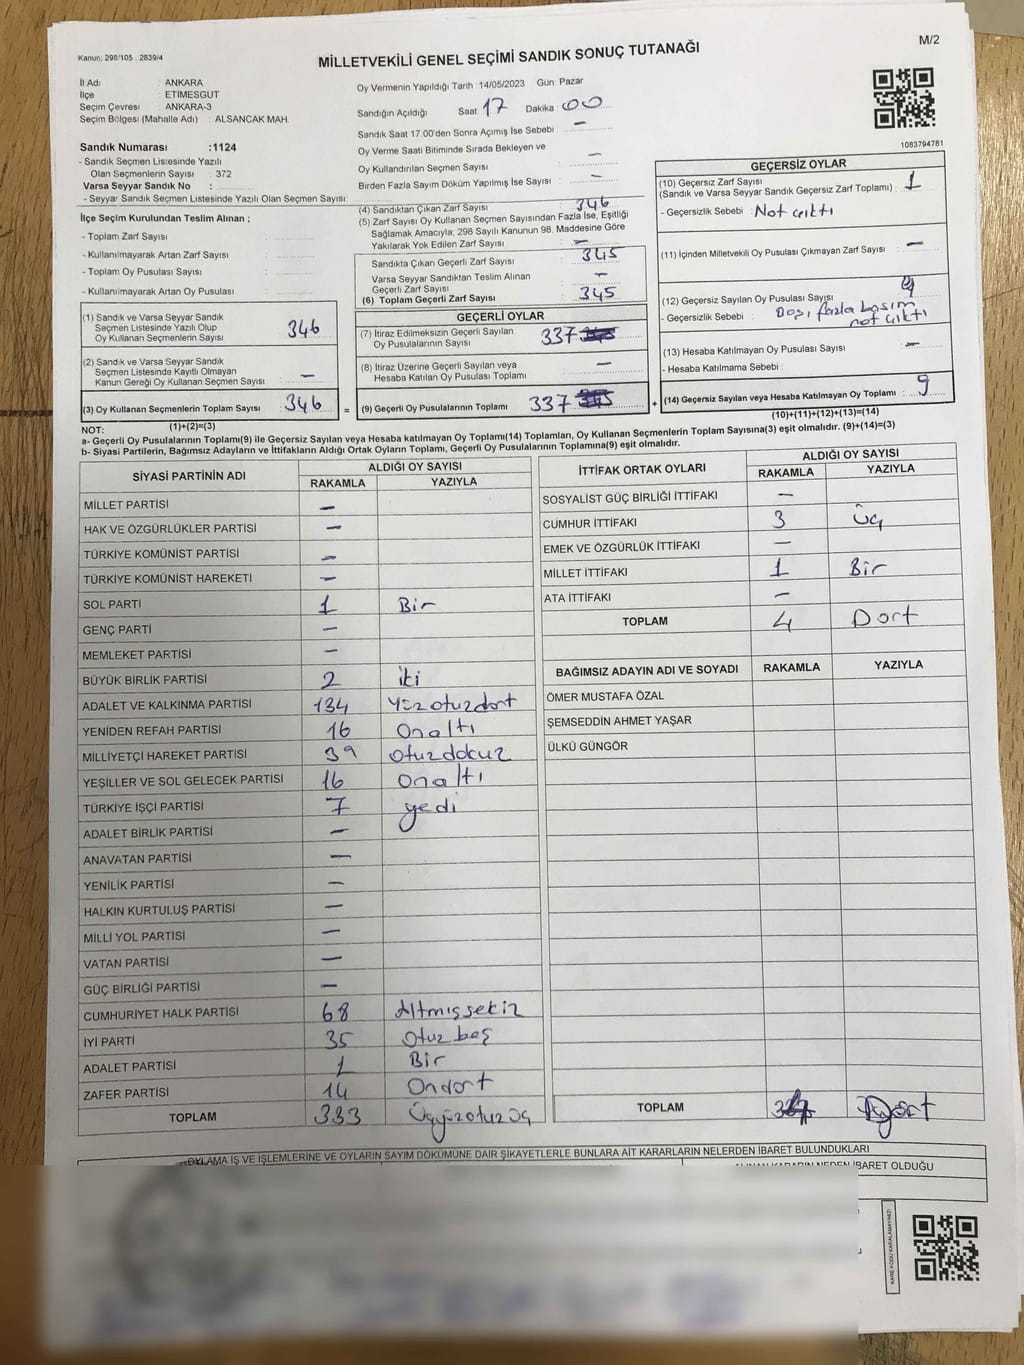 Kanun: 298/105 . 2839/4
M/2
MİLLETVEKİLİ GENEL SEÇİMİ SANDIK SONUÇ TUTANAĞI
İl Adı : ANKARA
İlçe : ETİMESGUT
Seçim Çevresi : ANKARA-3
Seçim Bölgesi (Mahalle Adı) : ALSANCAK MAH.
Sandık Numarası :1124
- Sandık Seçmen Listesinde Yazılı
Olan Seçmenlerin Sayısı : 372
Varsa Seyyar Sandık No :
- Seyyar Sandık Seçmen Listesinde Yazılı Olan Seçmen Sayısı:
Oy Vermenin Yapıldığı Tarih :14/05/2023 Gün: Pazar
Sandığın Açıldığı Saat :17 Dakika :00
Sandık Saat 17.00'den Sonra Açımış İse Sebebi : —
Oy Verme Saati Bitiminde Sırada Bekleyen ve
Oy Kullandırılan Seçmen Sayısı : —
Birden Fazla Sayım Döküm Yapılmış İse Sayısı : —
1083794781
İlçe Seçim Kurulundan Teslim Alınan ;
- Toplam Zarf Sayısı :
- Kullanılmayarak Artan Zarf Sayısı :
- Toplam Oy Pusulası Sayısı :
- Kullanılmayarak Artan Oy Pusulası :
(1) Sandık ve Varsa Seyyar Sandık
Seçmen Listesinde Yazılı Olup
Oy Kullanan Seçmenlerin Sayısı : 346
(2) Sandık ve Varsa Seyyar Sandık
Seçmen Listesinde Kayıtlı Olmayan
Kanun Gereği Oy Kullanan Seçmen Sayısı : —
(3) Oy Kullanan Seçmenlerin Toplam Sayısı : 346 =
(4) Sandıktan Çıkan Zarf Sayısı : 346
(5) Zarf Sayısı Oy Kullanan Seçmen Sayısından Fazla İse, Eşitliği
Sağlamak Amacıyla, 298 Sayılı Kanunun 98. Maddesine Göre
Yakılarak Yok Edilen Zarf Sayısı : —
Sandıkta Çıkan Geçerli Zarf Sayısı : 345
Varsa Seyyar Sandıktan Teslim Alınan
Geçerli Zarf Sayısı : —
(6) Toplam Geçerli Zarf Sayısı : 345
GEÇERLİ OYLAR
(7) İtiraz Edilmeksizin Geçerli Sayılan
Oy Pusulalarının Sayısı : 337
(8) İtiraz Üzerine Geçerli Sayılan veya
Hesaba Katılan Oy Pusulası Toplamı : —
(9) Geçerli Oy Pusulalarının Toplamı : 337 +
GEÇERSİZ OYLAR
(10) Geçersiz Zarf Sayısı
(Sandık ve Varsa Seyyar Sandık Geçersiz Zarf Toplamı) : 1
- Geçersizlik Sebebi : Not çıktı
(11) İçinden Milletvekili Oy Pusulası Çıkmayan Zarf Sayısı : —
(12) Geçersiz Sayılan Oy Pusulası Sayısı :
- Geçersizlik Sebebi : Boşı fazla basım
not çıktı
(13) Hesaba Katılmayan Oy Pusulası Sayısı : —
- Hesaba Katılmama Sebebi :
(14) Geçersiz Sayılan veya Hesaba Katılmayan Oy Toplamı : 9
NOT: (1)+(2)=(3) (10)+(11)+(12)+(13)=(14)
a- Geçerli Oy Pusulalarının Toplamı(9) ile Geçersiz Sayılan veya Hesaba katılmayan Oy Toplamı(14) Toplamları, Oy Kullanan Seçmenlerin Toplam Sayısına(3) eşit olmalıdır. (9)+(14)=(3)
b- Siyasi Partilerin, Bağımsız Adayların ve İttifakların Aldığı Ortak Oyların Toplamı, Geçerli Oy Pusulalarının Toplamına(9) eşit olmalıdır.
SİYASİ PARTİNİN ADI ALDIĞI OY SAYISI
RAKAMLA YAZIYLA
MİLLET PARTİSİ —
HAK VE ÖZGÜRLÜKLER PARTİSİ —
TÜRKİYE KOMÜNİST PARTİSİ —
TÜRKİYE KOMÜNİST HAREKETİ —
SOL PARTİ 1 Bir
GENÇ PARTİ —
MEMLEKET PARTİSİ —
BÜYÜK BİRLİK PARTİSİ 2 iki
ADALET VE KALKINMA PARTİSİ 134 Yüzotuzdort
YENİDEN REFAH PARTİSİ 16 Onaltı
MİLLİYETÇİ HAREKET PARTİSİ 39 otuzdokuz
YEŞİLLER VE SOL GELECEK PARTİSİ 16 onaltı
TÜRKİYE İŞÇİ PARTİSİ 7 yedi
ADALET BİRLİK PARTİSİ —
ANAVATAN PARTİSİ —
YENİLİK PARTİSİ —
HALKIN KURTULUŞ PARTİSİ —
MİLLİ YOL PARTİSİ —
VATAN PARTİSİ —
GÜÇ BİRLİĞİ PARTİSİ —
CUMHURİYET HALK PARTİSİ 68 Altmışsekiz
İYİ PARTİ 35 Otuz beş
ADALET PARTİSİ 1 Bir
ZAFER PARTİSİ 14 Ondört
TOPLAM 333 Üçyüzotuzüç
İTTİFAK ORTAK OYLARI ALDIĞI OY SAYISI
RAKAMLA YAZIYLA
SOSYALİST GÜÇ BİRLİĞİ İTTİFAKI —
CUMHUR İTTİFAKI 3 Üç
EMEK VE ÖZGÜRLÜK İTTİFAKI —
MİLLET İTTİFAKI 1 Bir
ATA İTTİFAKI —
TOPLAM 4 Dort
BAĞIMSIZ ADAYIN ADI VE SOYADI RAKAMLA YAZIYLA
ÖMER MUSTAFA ÖZAL
ŞEMSEDDİN AHMET YAŞAR
ÜLKÜ GÜNGÖR
TOPLAM
OYLAMA İŞ VE İŞLEMLERİNE VE OYLARIN SAYIM DÖKÜMÜNE DAİR ŞİKAYETLERLE BUNLARA AİT KARARLARIN NELERDEN İBARET BULUNDUKLARI
ALINAN KARARIN NEDEN İBARET OLDUĞU
KARE KODU KARALAMAYINIZ!